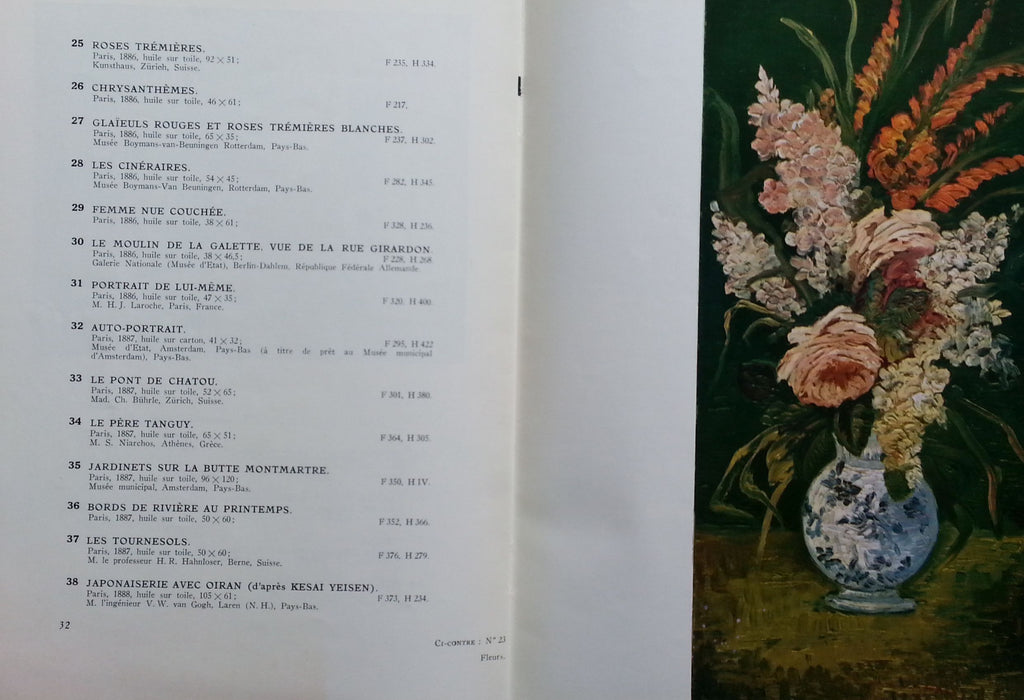 25 ROSES TRÉMIÈRES.
Paris, 1886, huile sur toile, 92 × 51;
Kunsthaus, Zürich, Suisse. F 235, H 334.
26 CHRYSANTHÈMES.
Paris, 1886, huile sur toile, 46 × 61; F 217.
27 GLAÏEULS ROUGES ET ROSES TRÉMIÈRES BLANCHES.
Paris, 1886, huile sur toile, 65 × 35; F 237, H 302.
Musée Boymans-van-Beuningen Rotterdam, Pays-Bas.
28 LES CINÉRAIRES.
Paris, 1886, huile sur toile, 54 × 45; F 282, H 345.
Musée Boymans-Van Beuningen, Rotterdam, Pays-Bas.
29 FEMME NUE COUCHÉE.
Paris, 1886, huile sur toile, 38 × 61; F 328, H 236.
30 LE MOULIN DE LA GALETTE, VUE DE LA RUE GIRARDON.
Paris, 1886, huile sur toile, 38 × 46,5; F 228, H 268.
Galerie Nationale (Musée d'Etat), Berlin-Dahlem, République Fédérale Allemande.
31 PORTRAIT DE LUI-MÊME.
Paris, 1886, huile sur toile, 47 × 35; F 320, H 400.
M. H. J. Laroche, Paris, France.
32 AUTO-PORTRAIT.
Paris, 1887, huile sur carton, 41 × 32; F 295, H 422
Musée d'Etat, Amsterdam, Pays-Bas (à titre de prêt au Musée municipal
d'Amsterdam), Pays-Bas.
33 LE PONT DE CHATOU.
Paris, 1887, huile sur toile, 52 × 65; F 301, H 380.
Mad. Ch. Bührle, Zürich, Suisse.
34 LE PÈRE TANGUY.
Paris, 1887, huile sur toile, 65 × 51; F 364, H 305.
M. S. Niarchos, Athènes, Grèce.
35 JARDINETS SUR LA BUTTE MONTMARTRE.
Paris, 1887, huile sur toile, 96 × 120; F 350, H IV.
Musée municipal, Amsterdam, Pays-Bas.
36 BORDS DE RIVIÈRE AU PRINTEMPS.
Paris, 1887, huile sur toile, 50 × 60; F 352, H 366.
37 LES TOURNESOLS.
Paris, 1887, huile sur toile, 50 × 60; F 376, H 279.
M. le professeur H. R. Hahnloser, Berne, Suisse.
38 JAPONAISERIE AVEC OIRAN (d'après KESAI YEISEN).
Paris, 1888, huile sur toile, 105 × 61; F 373, H 234.
M. l'ingénieur V. W. van Gogh, Laren (N. H.), Pays-Bas.
32
CI-CONTRE : N° 23
Fleurs.